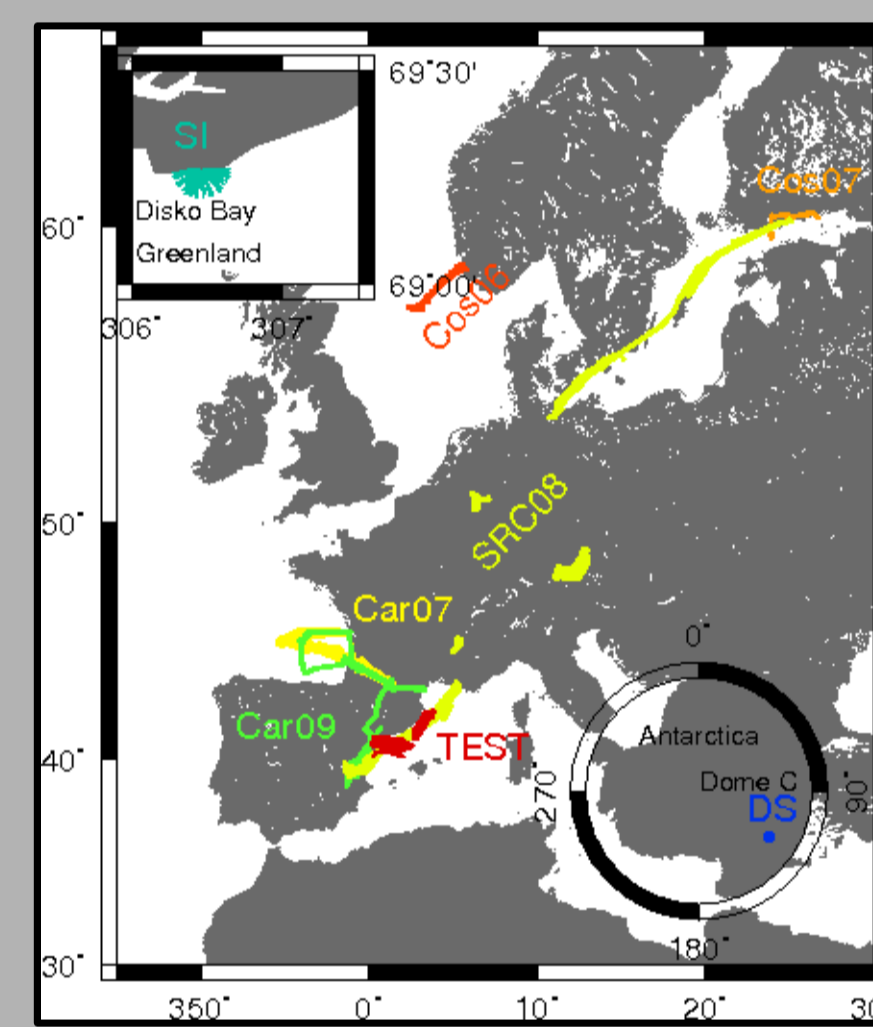 69°30'
SI
Disko Bay
Greenland
69°00'
306°
307°
Cos06
Cos07
60°
50°
40°
30°
SRC08
Car07
Car09
TEST
0°
Antarctica
Dome C
DS
270°
90°
180°
350°
0°
10°
20°